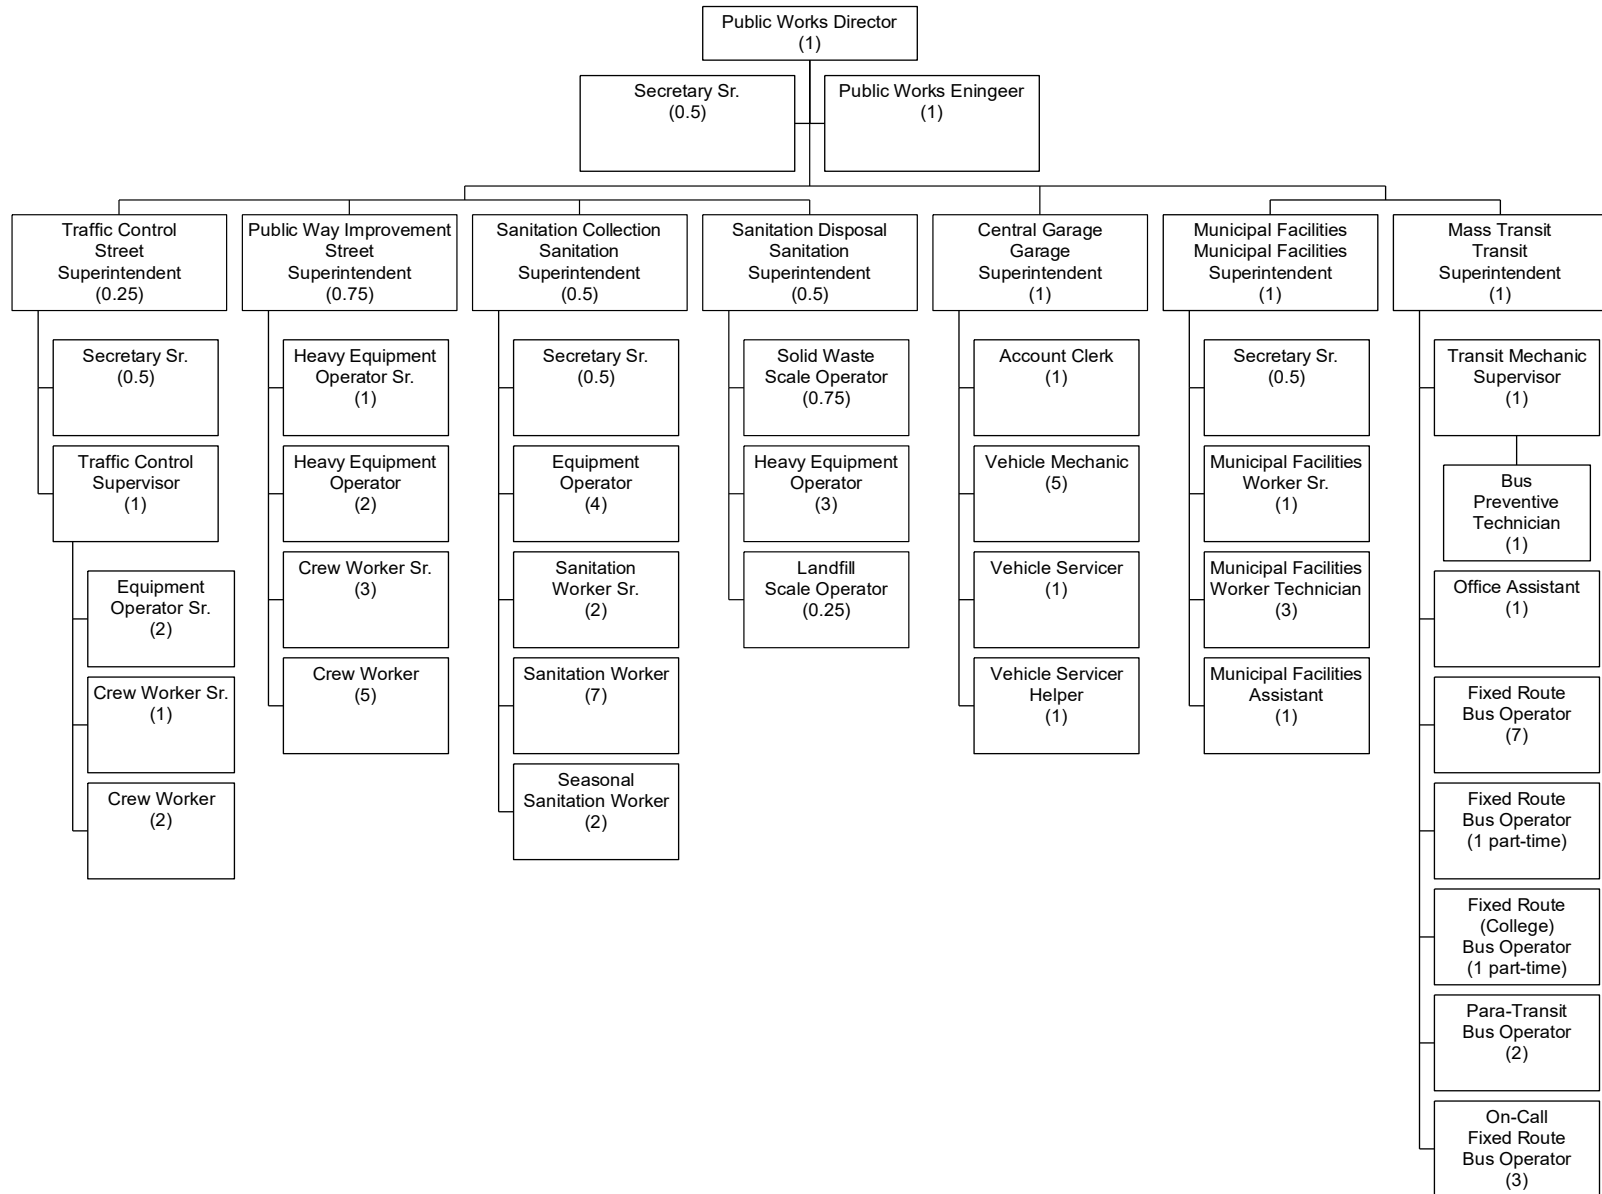 Public Works Director
(1)
Secretary Sr.
(0.5)
Public Works Eningeer
(1)
Traffic Control
Street
Superintendent
(0.25)
Public Way Improvement
Street
Superintendent
(0.75)
Sanitation Collection
Sanitation
Superintendent
(0.5)
Sanitation Disposal
Sanitation
Superintendent
(0.5)
Central Garage
Garage
Superintendent
(1)
Municipal Facilities
Municipal Facilities
Superintendent
(1)
Mass Transit
Transit
Superintendent
(1)
Secretary Sr.
(0.5)
Traffic Control
Supervisor
(1)
Equipment
Operator Sr.
(2)
Crew Worker Sr.
(1)
Crew Worker
(2)
Heavy Equipment
Operator Sr.
(1)
Heavy Equipment
Operator
(2)
Crew Worker Sr.
(3)
Crew Worker
(5)
Secretary Sr.
(0.5)
Equipment
Operator
(4)
Sanitation
Worker Sr.
(2)
Sanitation Worker
(7)
Seasonal
Sanitation Worker
(2)
Solid Waste
Scale Operator
(0.75)
Heavy Equipment
Operator
(3)
Landfill
Scale Operator
(0.25)
Account Clerk
(1)
Vehicle Mechanic
(5)
Vehicle Servicer
(1)
Vehicle Servicer
Helper
(1)
Secretary Sr.
(0.5)
Municipal Facilities
Worker Sr.
(1)
Municipal Facilities
Worker Technician
(3)
Municipal Facilities
Assistant
(1)
Transit Mechanic
Supervisor
(1)
Bus
Preventive
Technician
(1)
Office Assistant
(1)
Fixed Route
Bus Operator
(7)
Fixed Route
Bus Operator
(1 part-time)
Fixed Route
(College)
Bus Operator
(1 part-time)
Para-Transit
Bus Operator
(2)
On-Call
Fixed Route
Bus Operator
(3)